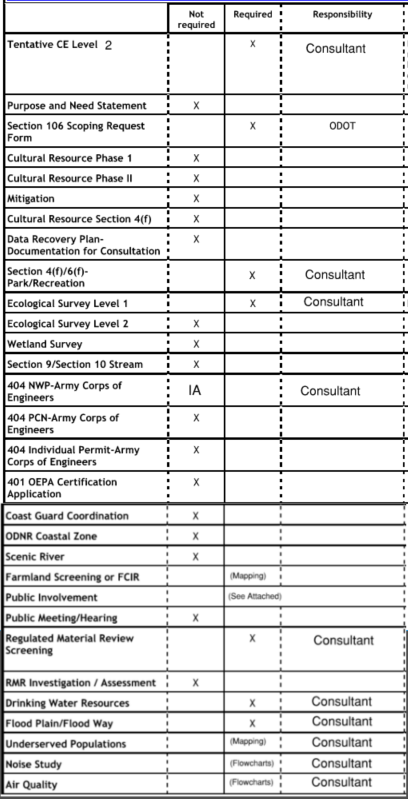 Not required Required Responsibility
Tentative CE Level 2 X Consultant
Purpose and Need Statement X
Section 106 Scoping Request Form X ODOT
Cultural Resource Phase 1 X
Cultural Resource Phase II X
Mitigation X
Cultural Resource Section 4(f) X
Data Recovery Plan- Documentation for Consultation X
Section 4(f)/6(f)- Park/Recreation X Consultant
Ecological Survey Level 1 X Consultant
Ecological Survey Level 2 X
Wetland Survey X
Section 9/Section 10 Stream X
404 NWP-Army Corps of Engineers IA Consultant
404 PCN-Army Corps of Engineers X
404 Individual Permit-Army Corps of Engineers X
401 OEPA Certification Application X
Coast Guard Coordination X
ODNR Coastal Zone X
Scenic River X
Farmland Screening or FCIR (Mapping)
Public Involvement (See Attached)
Public Meeting/Hearing X
Regulated Material Review Screening X Consultant
RMR Investigation / Assessment X
Drinking Water Resources X Consultant
Flood Plain/Flood Way X Consultant
Underserved Populations (Mapping) Consultant
Noise Study (Flowcharts) Consultant
Air Quality (Flowcharts) Consultant